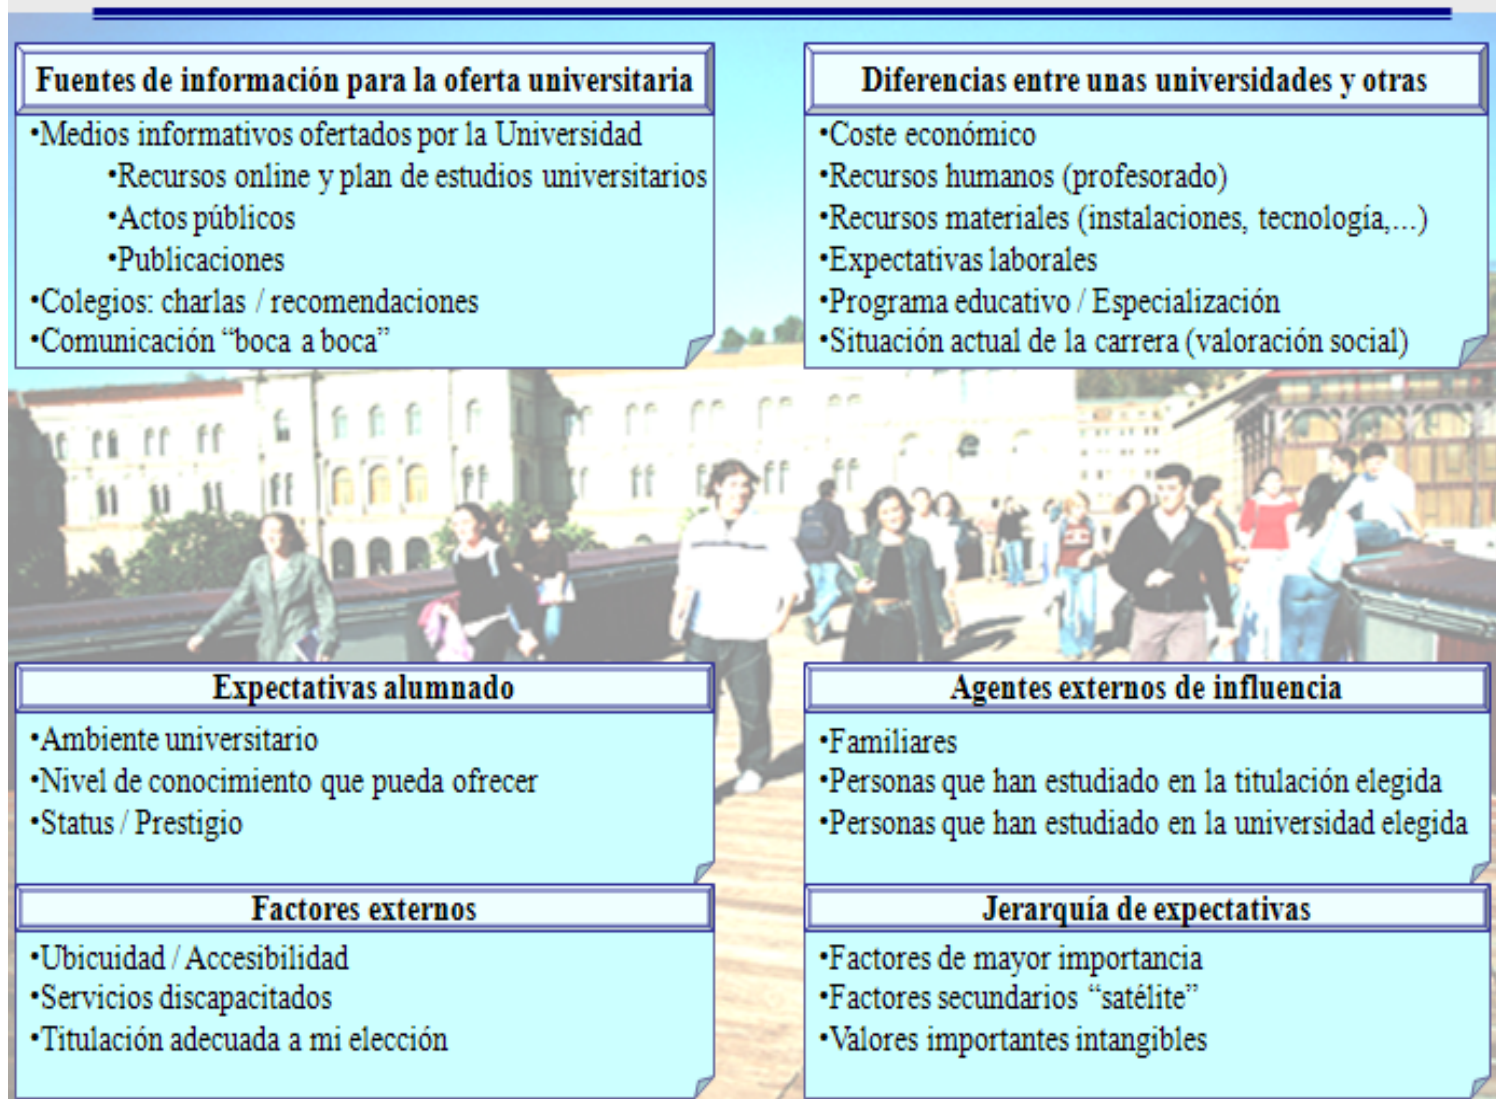 Fuentes de información para la oferta universitaria
•Medios informativos ofertados por la Universidad
•Recursos online y plan de estudios universitarios
•Actos públicos
•Publicaciones
•Colegios: charlas / recomendaciones
•Comunicación “boca a boca”
Diferencias entre unas universidades y otras
•Coste económico
•Recursos humanos (profesorado)
•Recursos materiales (instalaciones, tecnología,...)
•Expectativas laborales
•Programa educativo / Especialización
•Situación actual de la carrera (valoración social)
Expectativas alumnado
•Ambiente universitario
•Nivel de conocimiento que pueda ofrecer
•Status / Prestigio
Agentes externos de influencia
•Familiares
•Personas que han estudiado en la titulación elegida
•Personas que han estudiado en la universidad elegida
Factores externos
•Ubicuidad / Accesibilidad
•Servicios discapacitados
•Titulación adecuada a mi elección
Jerarquía de expectativas
•Factores de mayor importancia
•Factores secundarios “satélite”
•Valores importantes intangibles